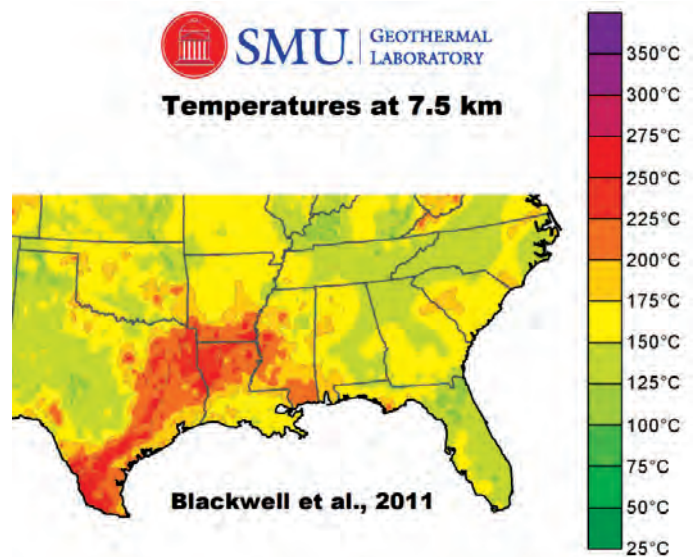 SMU™ GEOTHERMAL
LABORATORY
Temperatures at 7.5 km
350°C
300°C
275°C
250°C
225°C
200°C
175°C
150°C
125°C
100°C
75°C
50°C
25°C
Blackwell et al., 2011